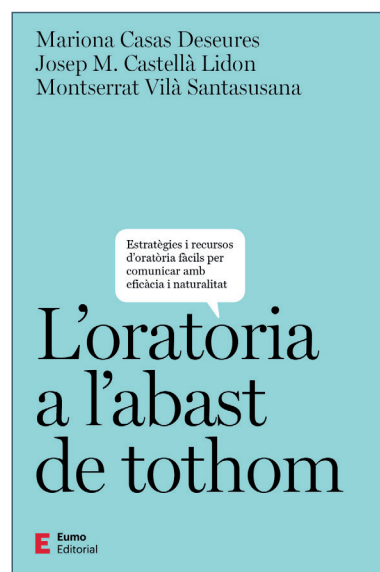 Mariona Casas Deseures
Josep M. Castellà Lidon
Montserrat Vilà Santasusana
Estratègies i recursos
d'oratòria fàcils per
comunicar amb
eficàcia i naturalitat
L'oratoria
a l'abast
de tothom
E Eumo
Editorial